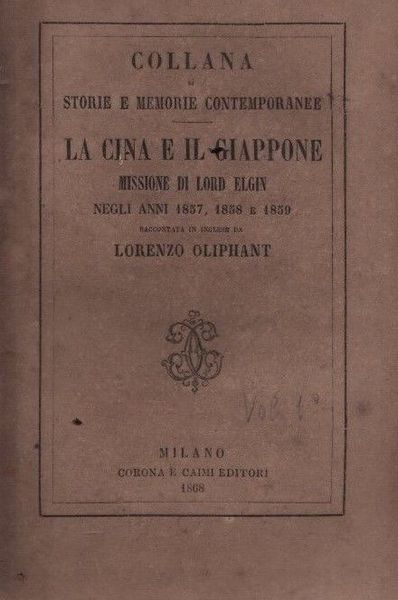 COLLANA
DI
STORIE E MEMORIE CONTEMPORANEE
LA CINA E IL GIAPPONE
MISSIONE DI LORD ELGIN
NEGLI ANNI 1857, 1858 E 1859
RACCONTATA IN INGLESE DA
LORENZO OLIPHANT
Vol. 1º
MILANO
CORONA E CAIMI EDITORI
1868